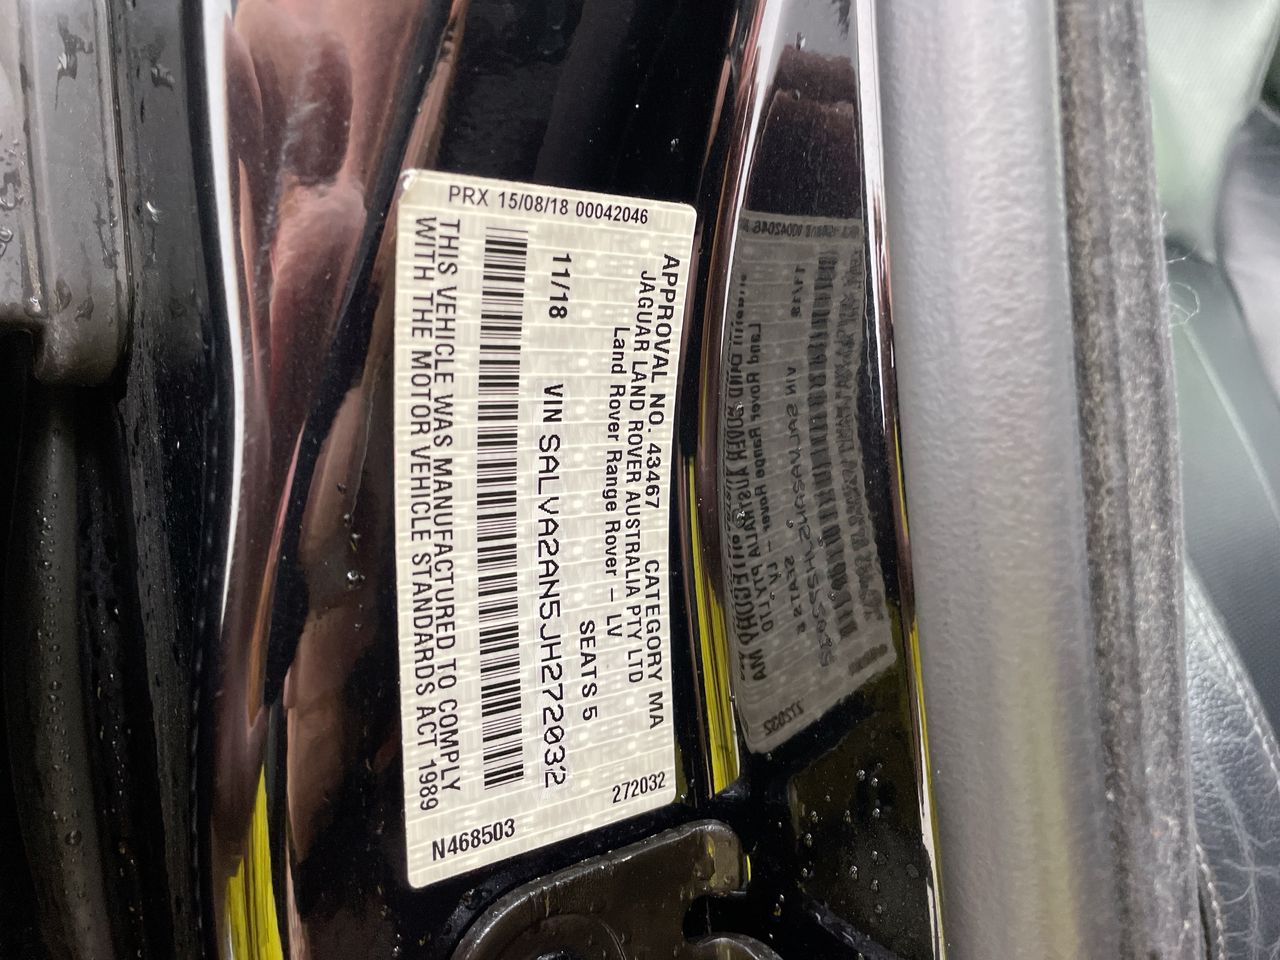 PRX 15/08/18 00042046
APPROVAL NO. 43467 CATEGORY MA
JAGUAR LAND ROVER AUSTRALIA PTY LTD
Land Rover Range Rover - LV
11/18 SEATS 5
VIN SALVA2AN5JH272032
THIS VEHICLE WAS MANUFACTURED TO COMPLY
WITH THE MOTOR VEHICLE STANDARDS ACT 1989
N468503 272032